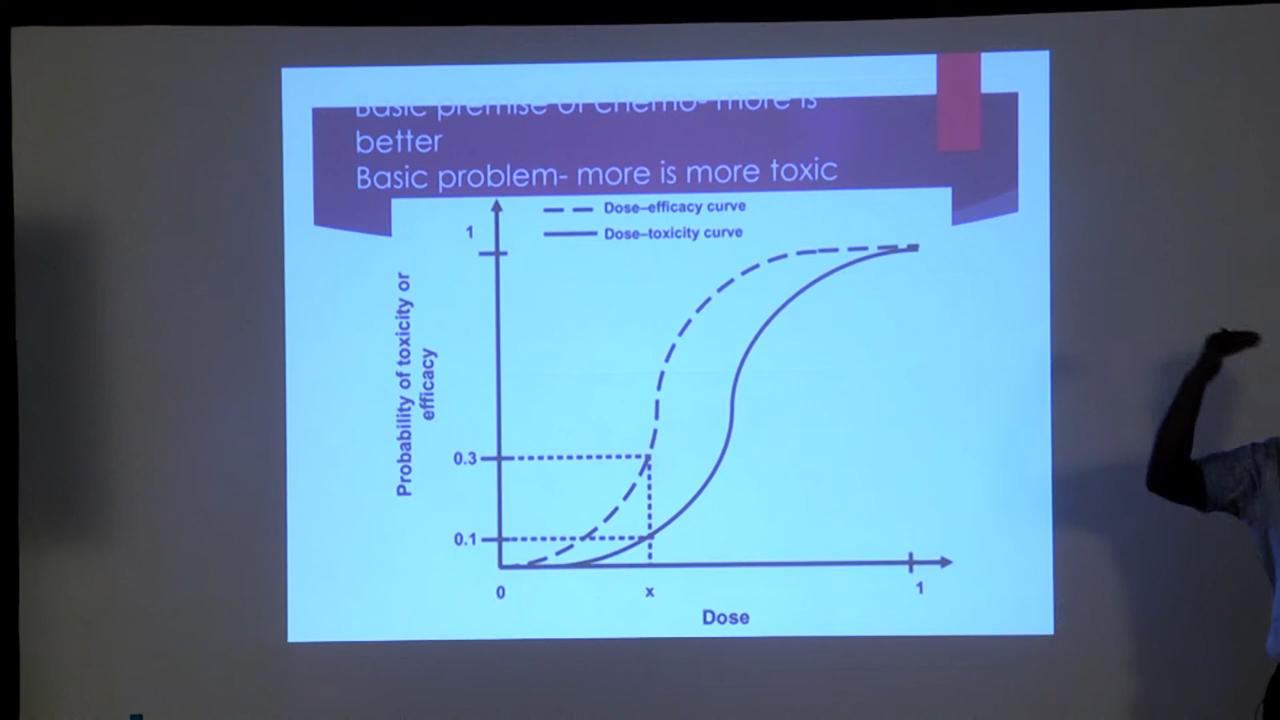 Basic premise of chemo- more is
better
Basic problem- more is more toxic
Dose–efficacy curve
Dose–toxicity curve
1
Probability of toxicity or
efficacy
0.3
0.1
0
x
1
Dose